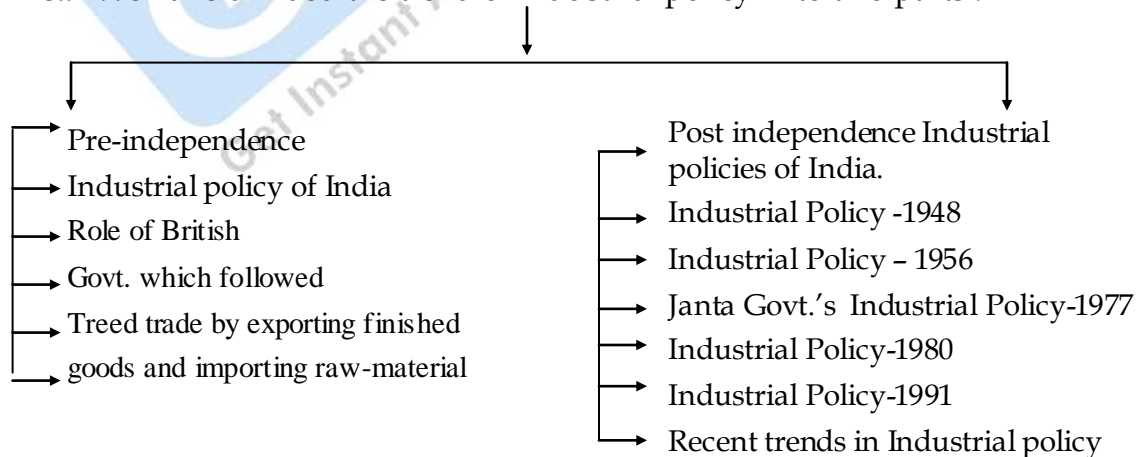 Get Instant
Pre-independence
Industrial policy of India
Role of British
Govt. which followed
Treed trade by exporting finished
goods and importing raw-material
Post independence Industrial
policies of India.
Industrial Policy -1948
Industrial Policy – 1956
Janta Govt.'s Industrial Policy-1977
Industrial Policy-1980
Industrial Policy-1991
Recent trends in Industrial policy